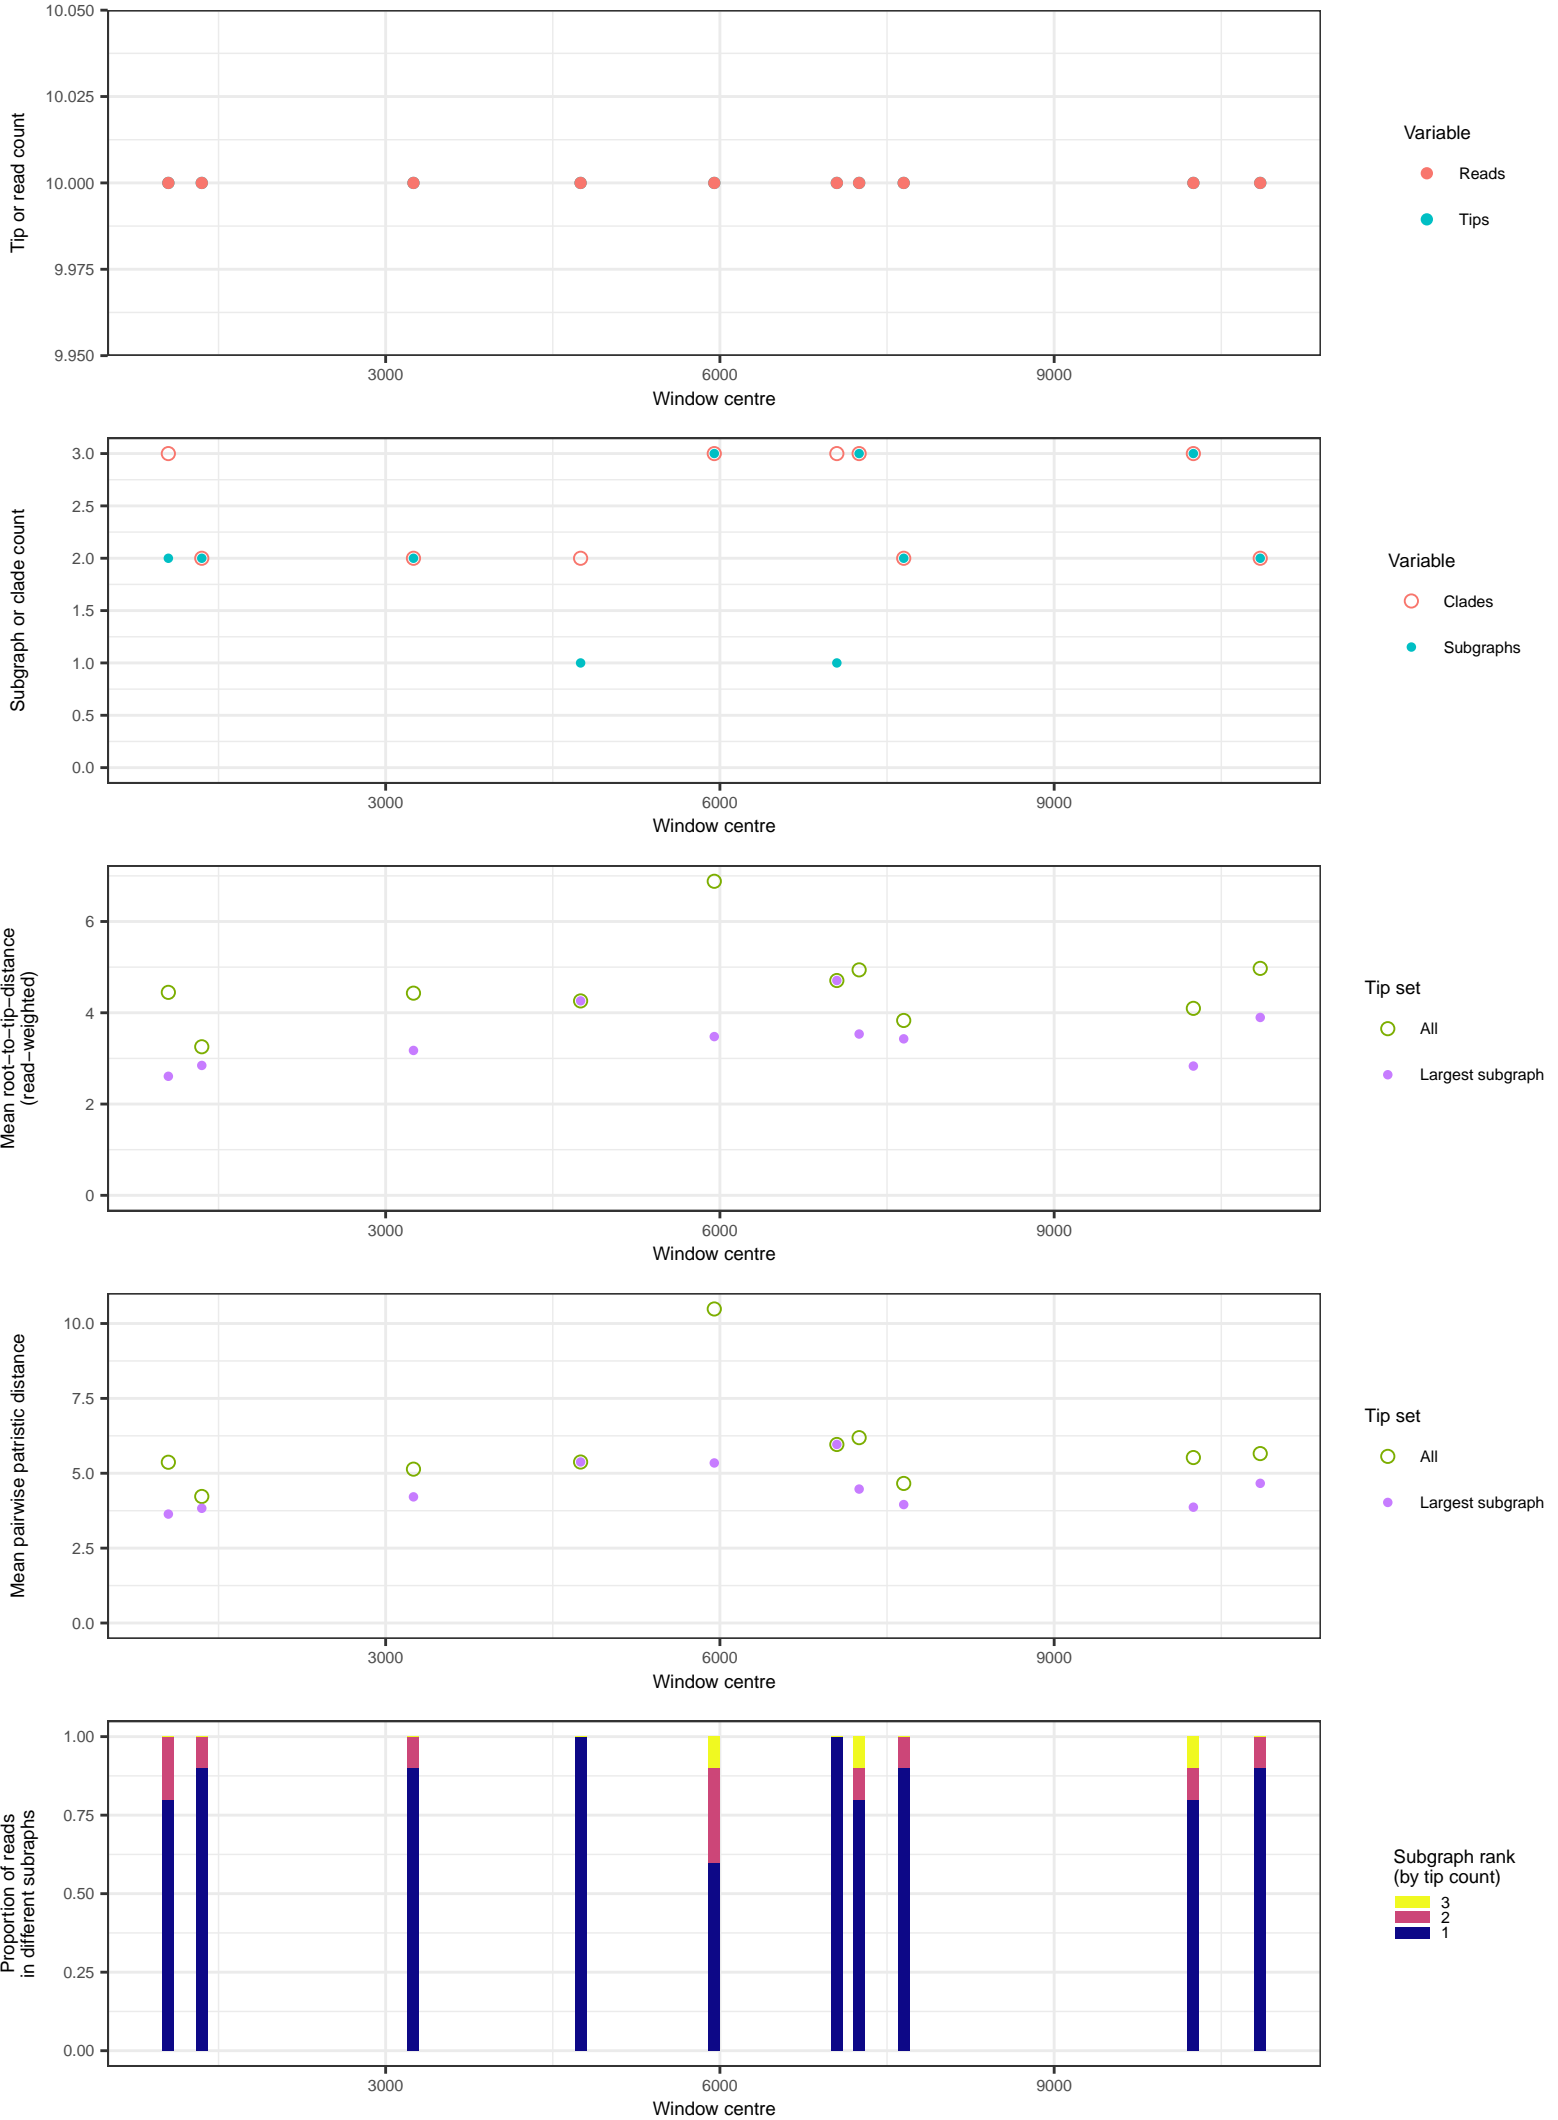 10.050
10.025
10.000
9.975
9.950
Tip or read count
3000
6000
9000
Window centre
Variable
Reads
Tips
3.0
2.5
2.0
1.5
1.0
0.5
0.0
Subgraph or clade count
3000
6000
9000
Window centre
Variable
Clades
Subgraphs
6
4
2
0
Mean root−to−tip−distance
(read−weighted)
3000
6000
9000
Window centre
Tip set
All
Largest subgraph
10.0
7.5
5.0
2.5
0.0
Mean pairwise patristic distance
3000
6000
9000
Window centre
Tip set
All
Largest subgraph
1.00
0.75
0.50
0.25
0.00
Proportion of reads
in different subraphs
3000
6000
9000
Window centre
Subgraph rank
(by tip count)
3
2
1